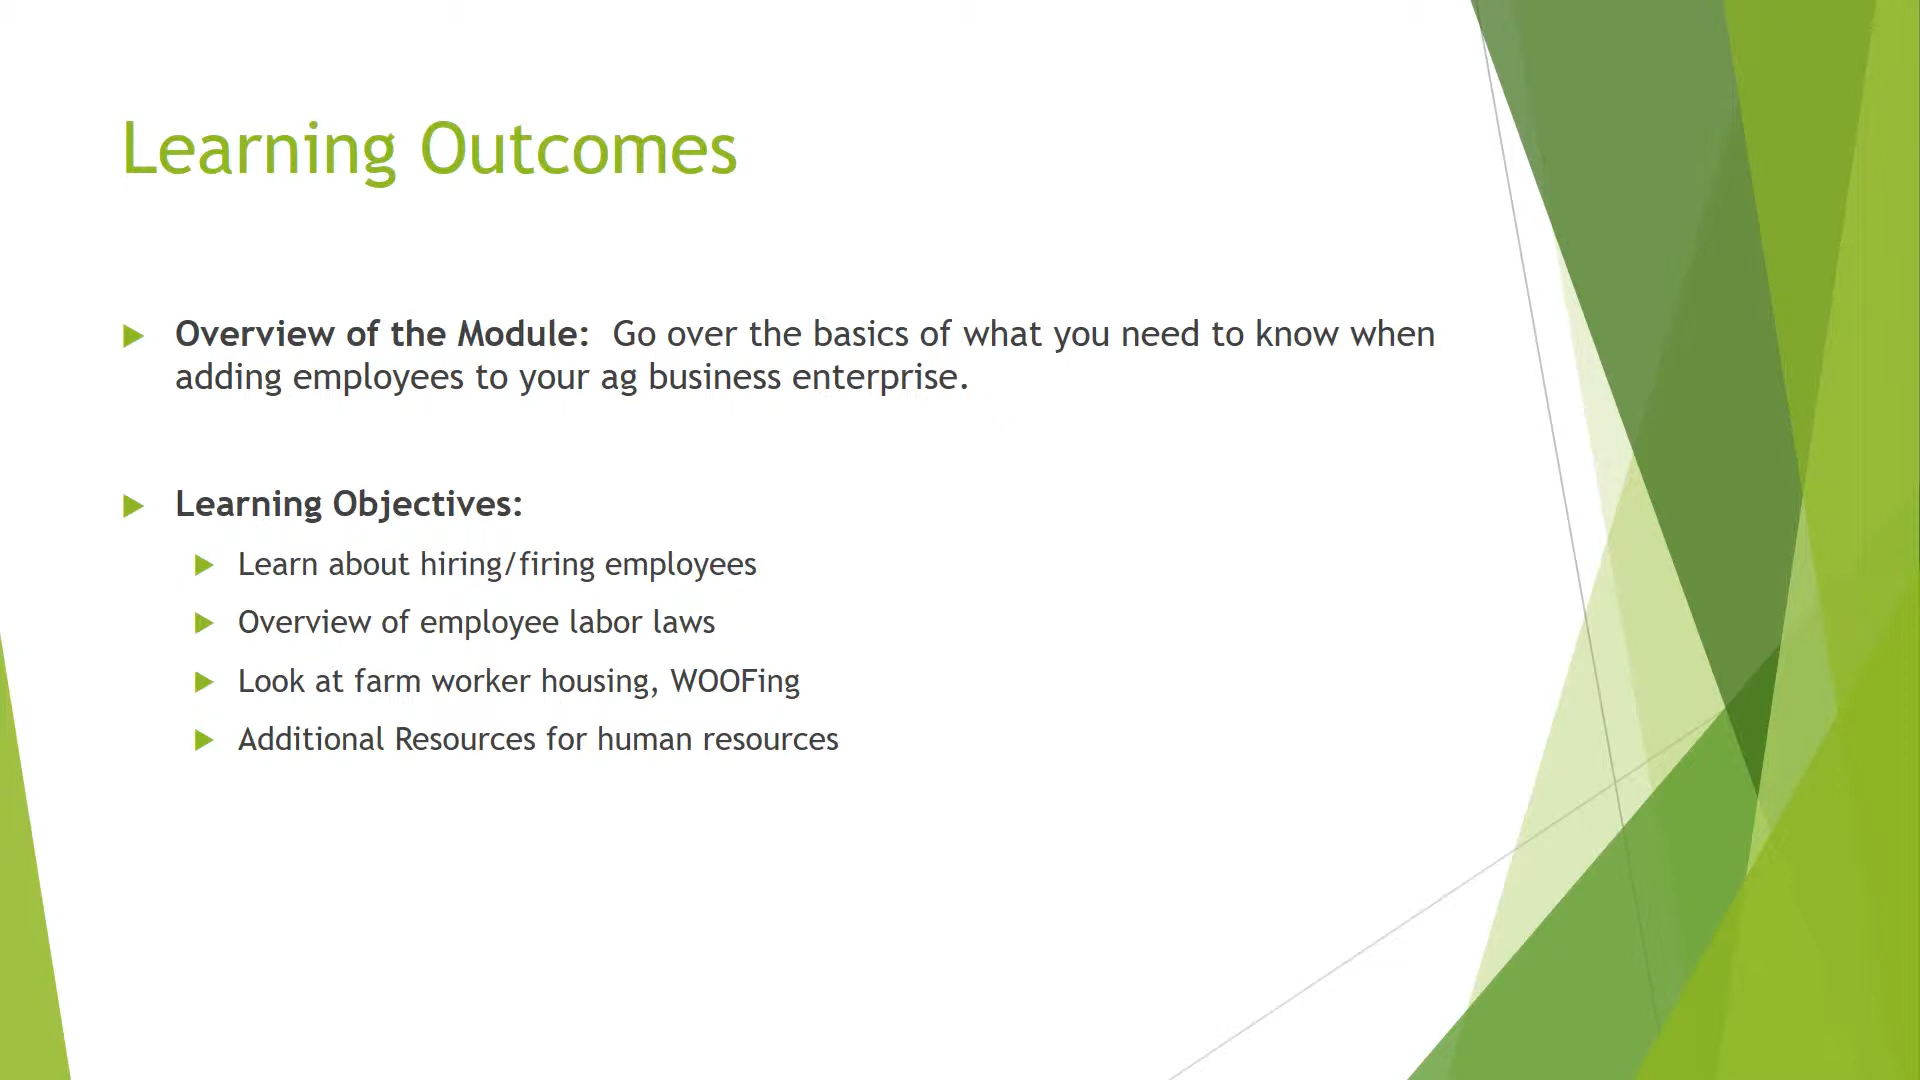 Learning Outcomes
Overview of the Module:  Go over the basics of what you need to know when
adding employees to your ag business enterprise.
Learning Objectives:
Learn about hiring/firing employees
Overview of employee labor laws
Look at farm worker housing, WOOFing
Additional Resources for human resources